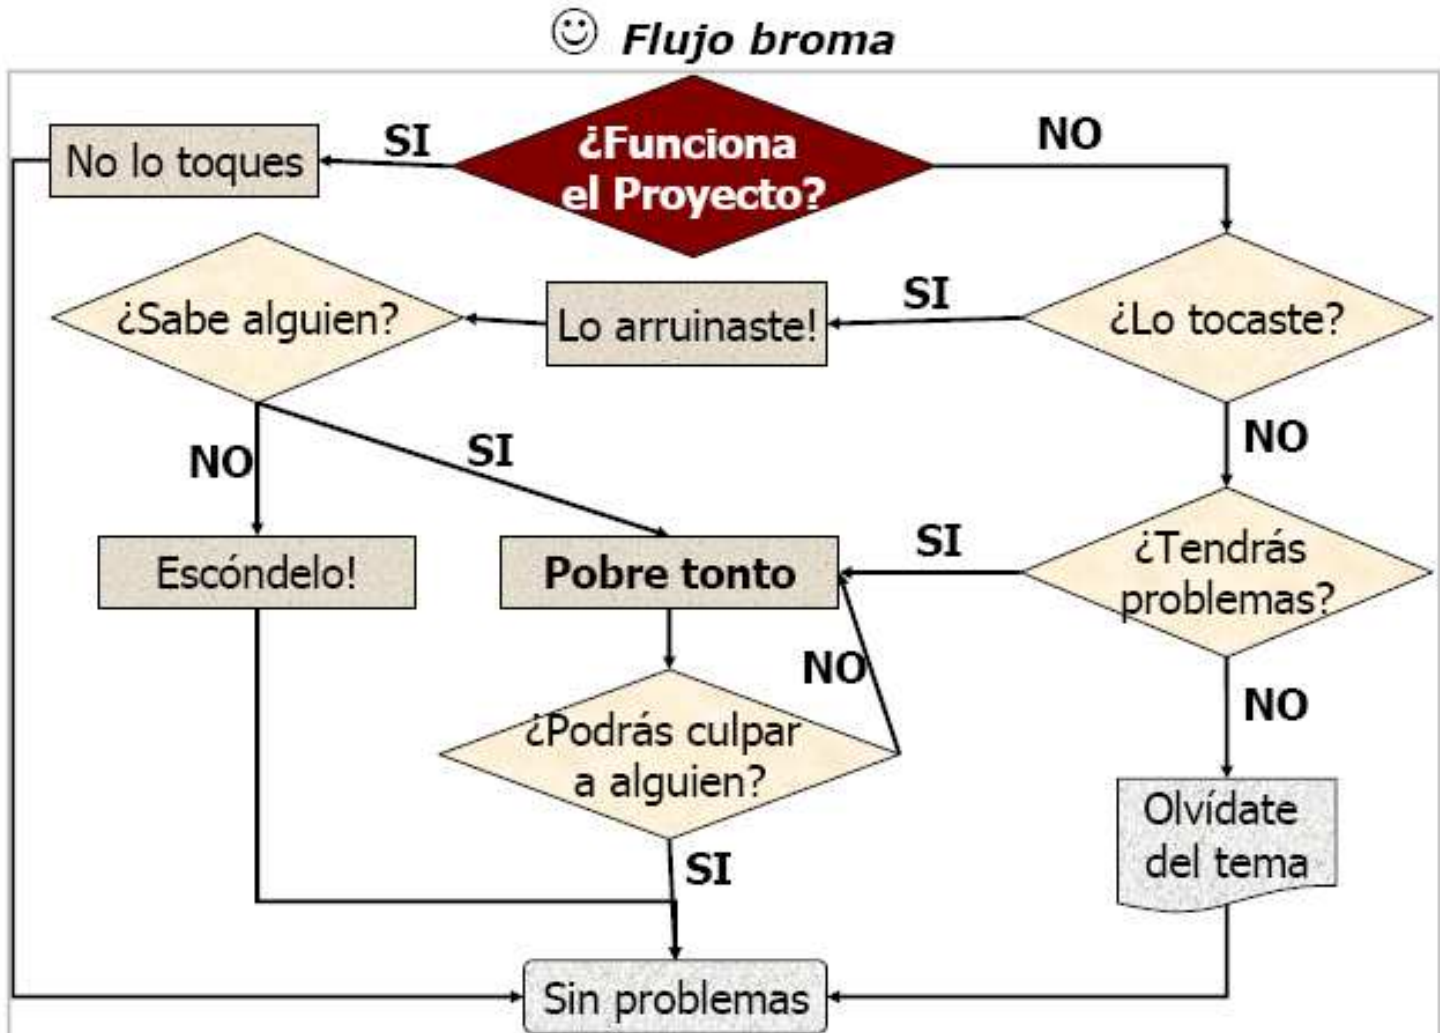 Flujo broma
¿Funciona
el Proyecto?
SI
NO
No lo toques
¿Sabe alguien?
Lo arruinaste!
SI
¿Lo tocaste?
NO
SI
NO
Escóndelo!
Pobre tonto
SI
¿Tendrás
problemas?
NO
NO
¿Podrás culpar
a alguien?
SI
Olvídate
del tema
Sin problemas